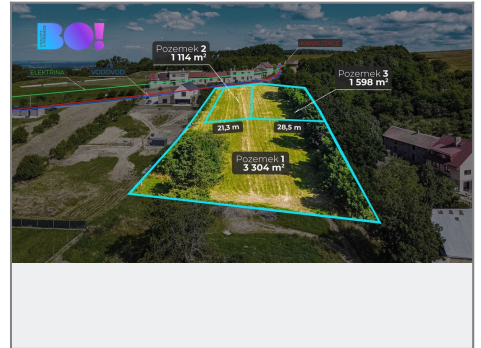 BO!
Pozemek 2
1 114 m²
ELEKTŘINA
VODOVOD
Pozemek 3
1 598 m²
21,3 m
28,5 m
Pozemek 1
3 304 m²